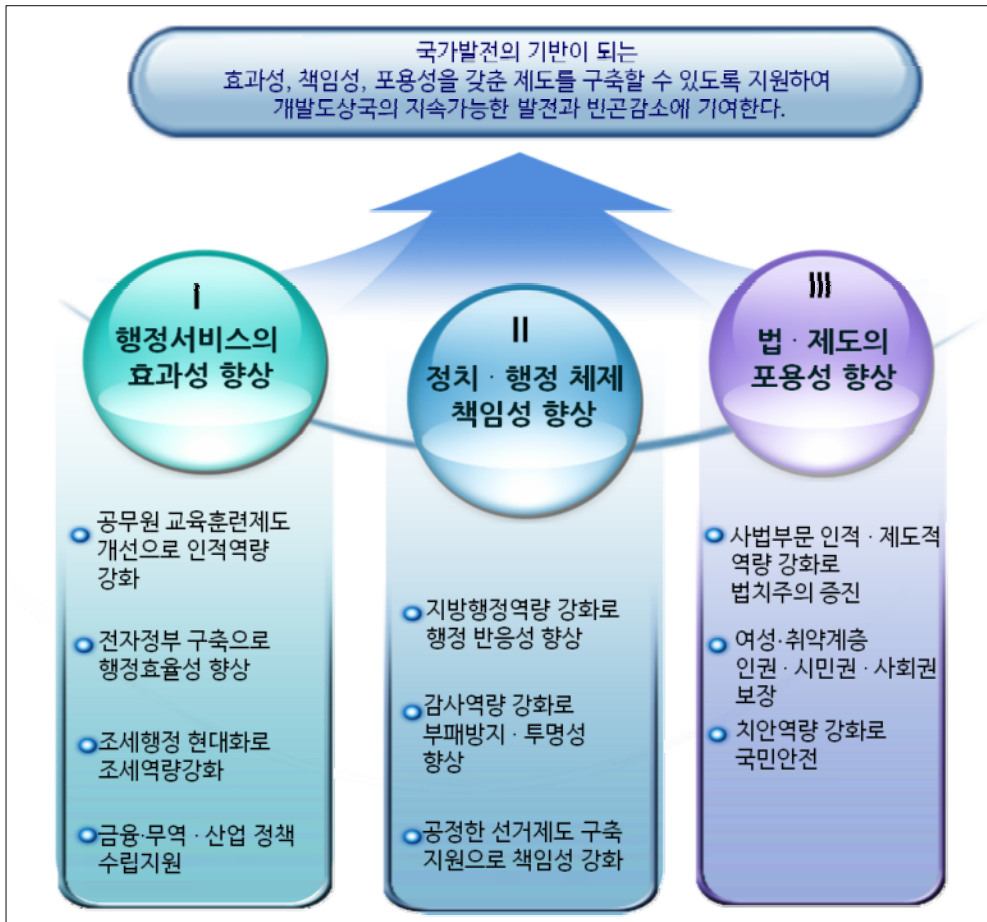 국가발전의 기반이 되는
효과성, 책임성, 포용성을 갖춘 제도를 구축할 수 있도록 지원하여
개발도상국의 지속가능한 발전과 빈곤감소에 기여한다.
I
행정서비스의
효과성 향상
공무원 교육훈련제도
개선으로 인적역량
강화
전자정부 구축으로
행정효율성 향상
조세행정 현대화로
조세역량강화
금융·무역·산업 정책
수립지원
II
정치·행정 체제
책임성 향상
지방행정역량 강화로
행정 반응성 향상
감사역량 강화로
부패방지·투명성
향상
공정한 선거제도 구축
지원으로 책임성 강화
III
법·제도의
포용성 향상
사법부문 인적·제도적
역량 강화로
법치주의 증진
여성·취약계층
인권·시민권·사회권
보장
치안역량 강화로
국민안전